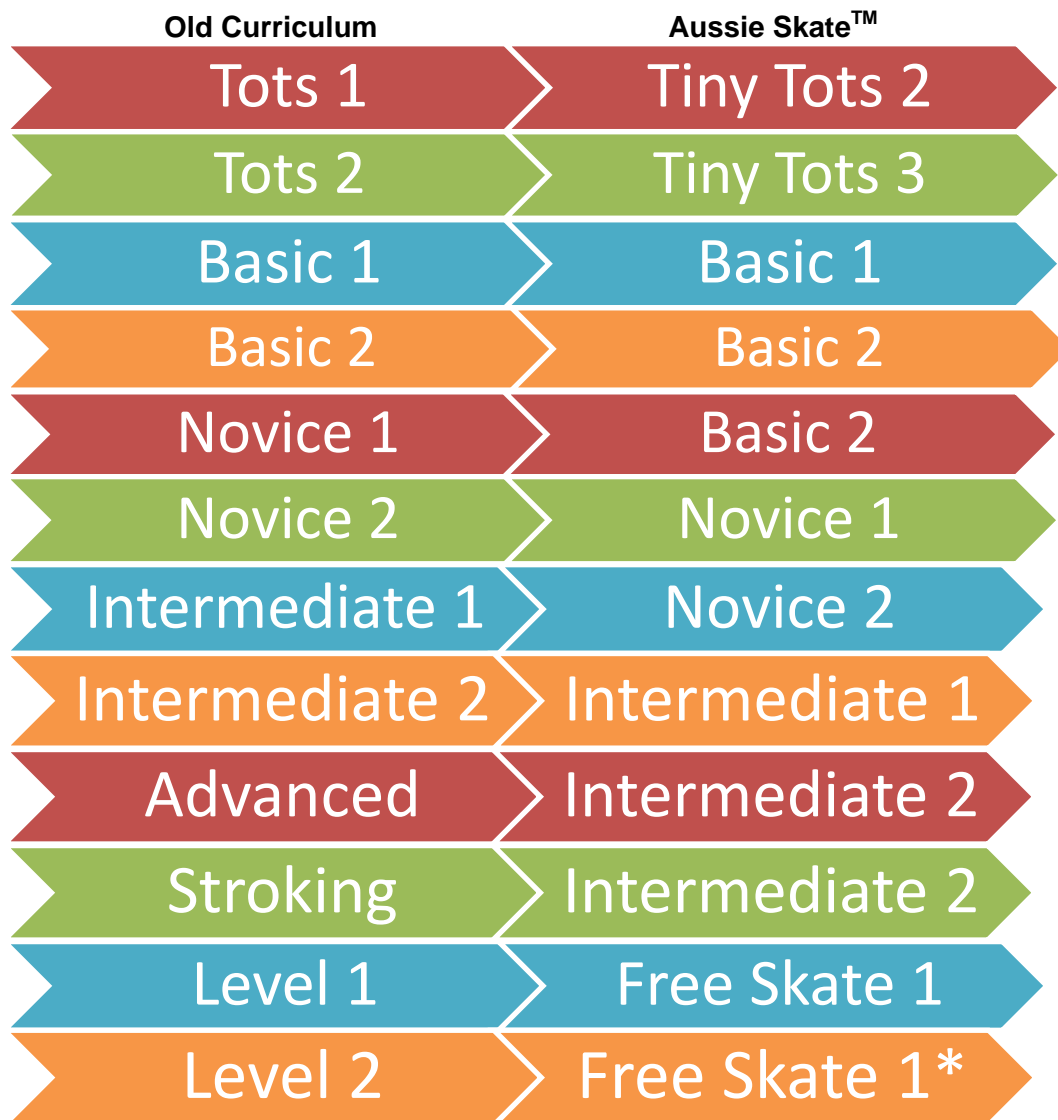 Old Curriculum Aussie Skate™
Tots 1 Tiny Tots 2
Tots 2 Tiny Tots 3
Basic 1 Basic 1
Basic 2 Basic 2
Novice 1 Basic 2
Novice 2 Novice 1
Intermediate 1 Novice 2
Intermediate 2 Intermediate 1
Advanced Intermediate 2
Stroking Intermediate 2
Level 1 Free Skate 1
Level 2 Free Skate 1*